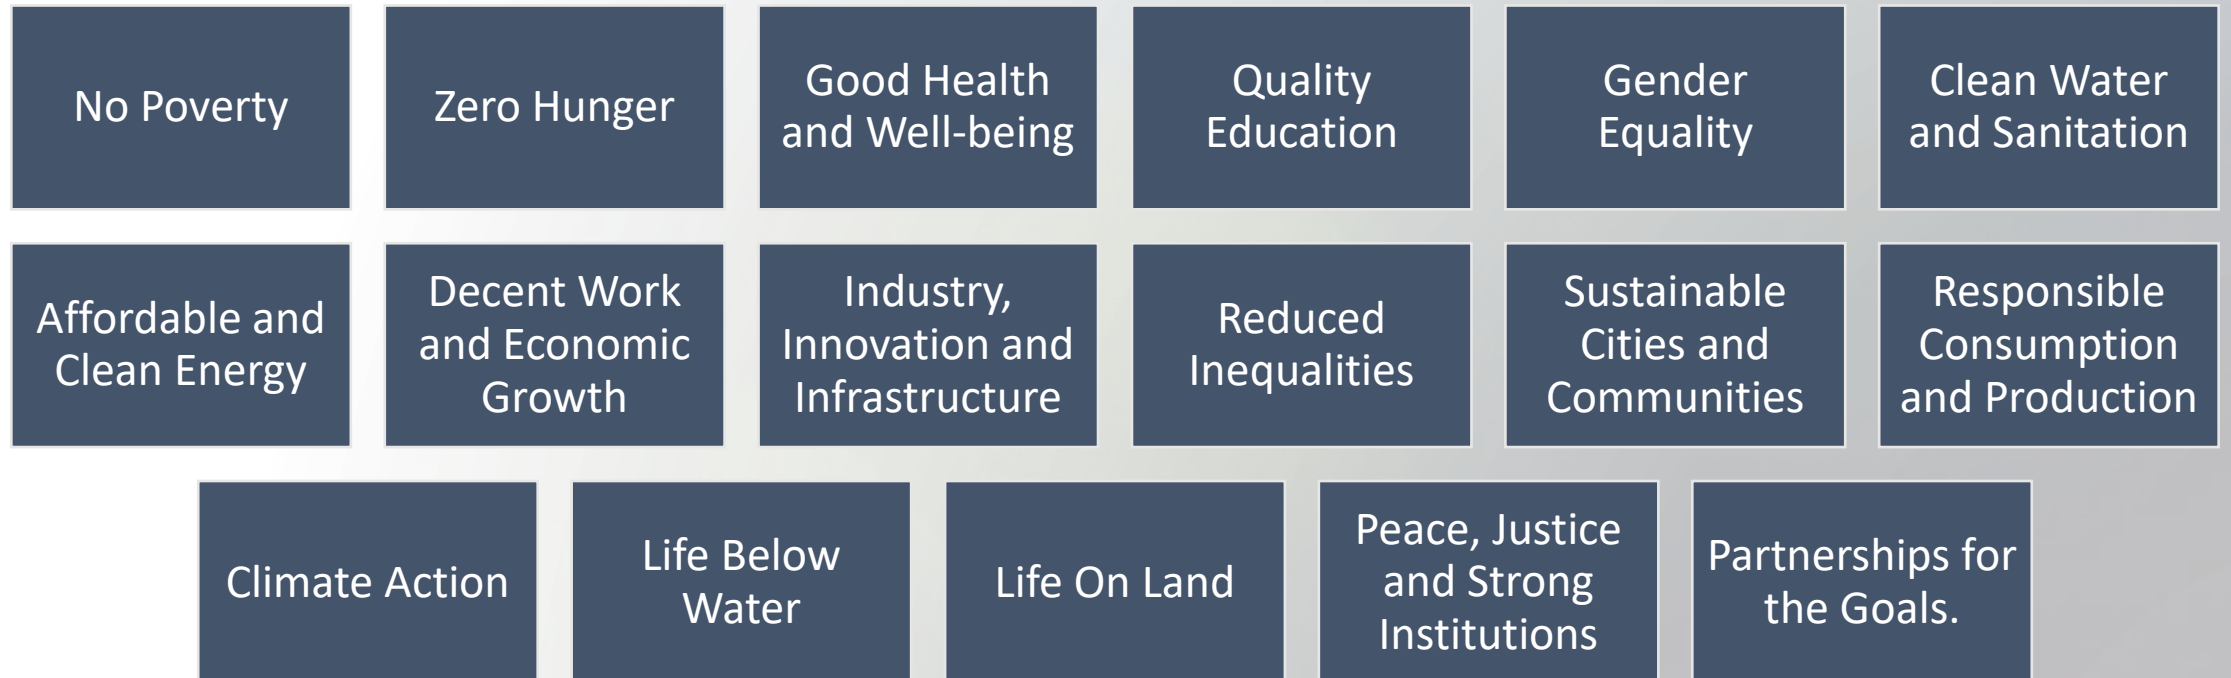 No Poverty
Zero Hunger
Good Health
and Well-being
Quality
Education
Gender
Equality
Clean Water
and Sanitation
Affordable and
Clean Energy
Decent Work
and Economic
Growth
Industry,
Innovation and
Infrastructure
Reduced
Inequalities
Sustainable
Cities and
Communities
Responsible
Consumption
and Production
Climate Action
Life Below
Water
Life On Land
Peace, Justice
and Strong
Institutions
Partnerships for
the Goals.